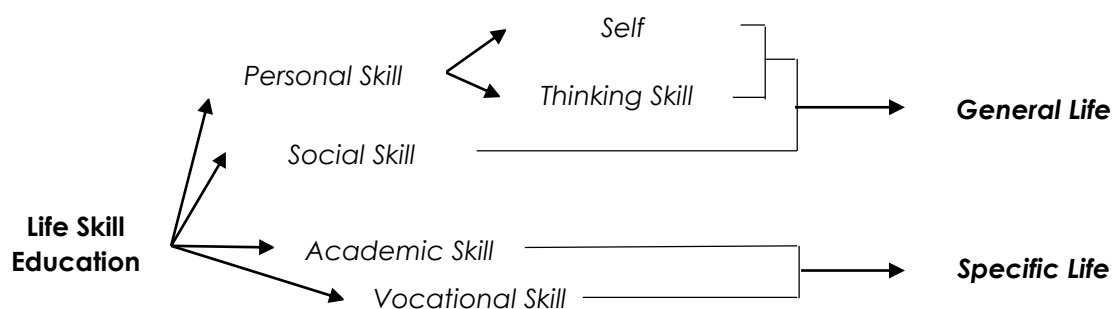 Self
Personal Skill
Thinking Skill
General Life
Social Skill
Life Skill
Education
Academic Skill
Specific Life
Vocational Skill